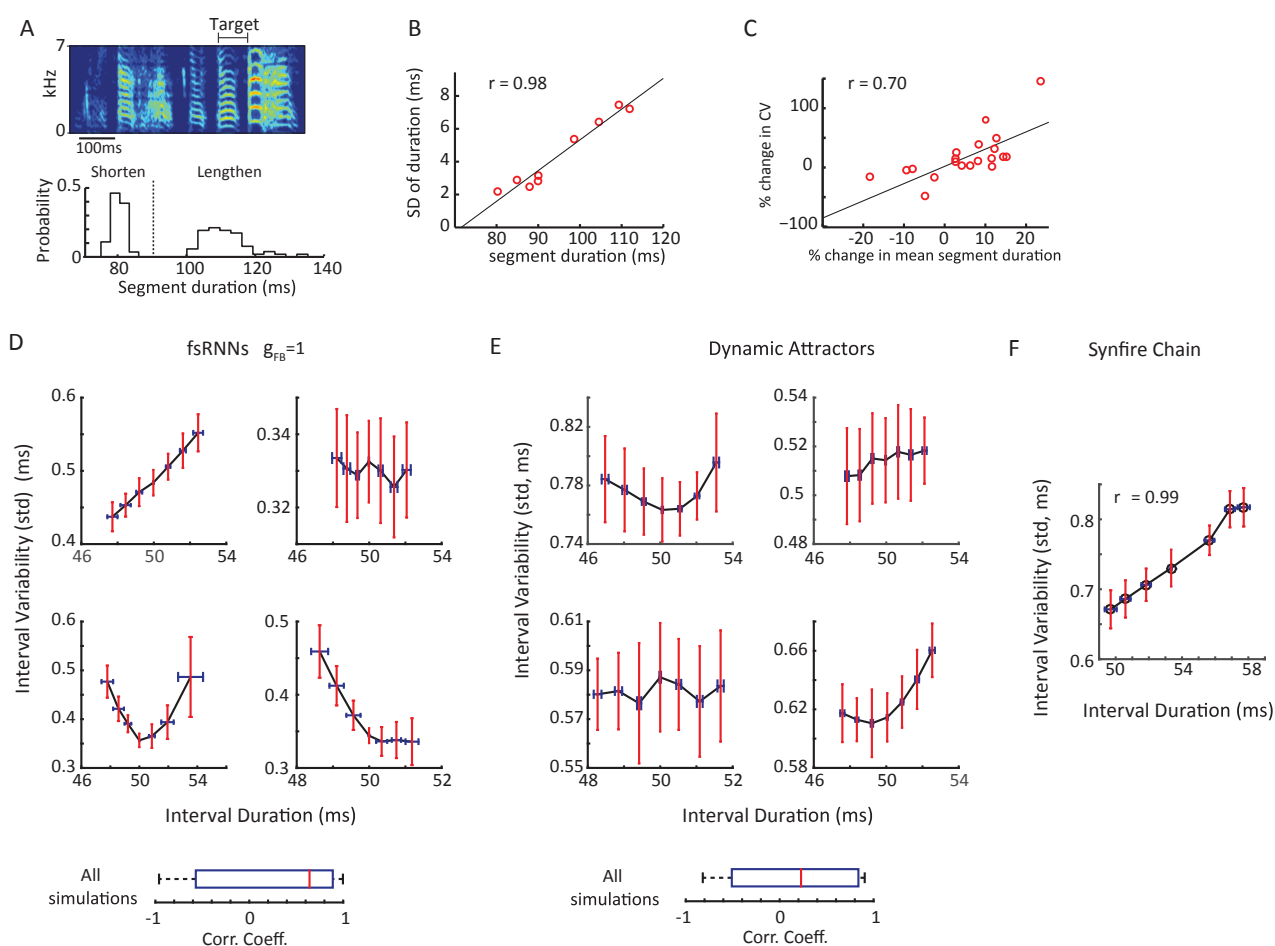 A
Target
7
kHz
0
100ms
Shorten
Lengthen
0.5
Probability
0
80
100
120
140
Segment duration (ms)
B
r = 0.98
SD of duration (ms)
8
6
4
2
0
80
90
100
110
120
segment duration (ms)
C
r = 0.70
% change in CV
100
0
−100
-20
-10
0
10
20
% change in mean segment duration
D
fsRNNs g_FB=1
Interval Variability (std) (ms)
0.6
0.5
0.4
46
50
54
0.34
0.32
46
50
54
0.6
0.5
0.4
0.3
46
50
54
0.5
0.4
0.3
48
50
52
Interval Duration (ms)
All
simulations
-1
0
1
Corr. Coeff.
E
Dynamic Attractors
Interval Variability (std, ms)
0.82
0.78
0.74
46
50
54
0.54
0.52
0.5
0.48
46
50
54
0.61
0.59
0.57
0.55
48
50
52
0.66
0.62
0.58
46
50
54
Interval Duration (ms)
All
simulations
-1
0
1
Corr. Coeff.
F
Synfire Chain
r = 0.99
Interval Variability (std, ms)
0.8
0.7
0.6
50
54
58
Interval Duration (ms)